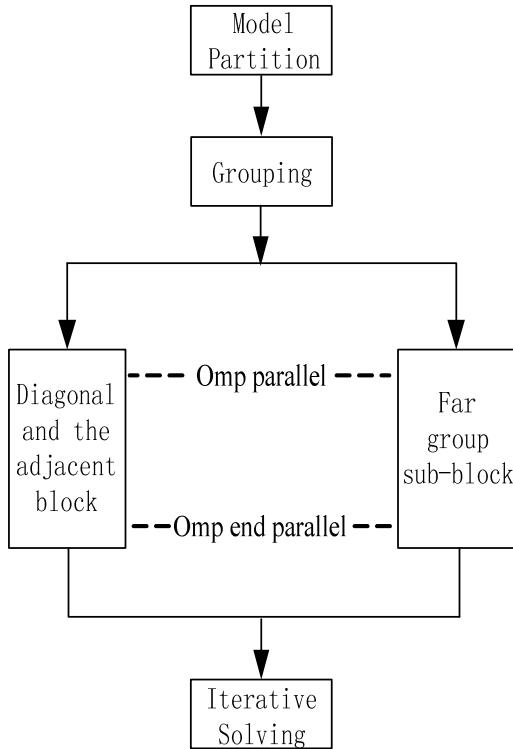 Model
Partition
Grouping
Omp parallel
Diagonal
and the
adjacent
block
Far
group
sub-block
Omp end parallel
Iterative
Solving